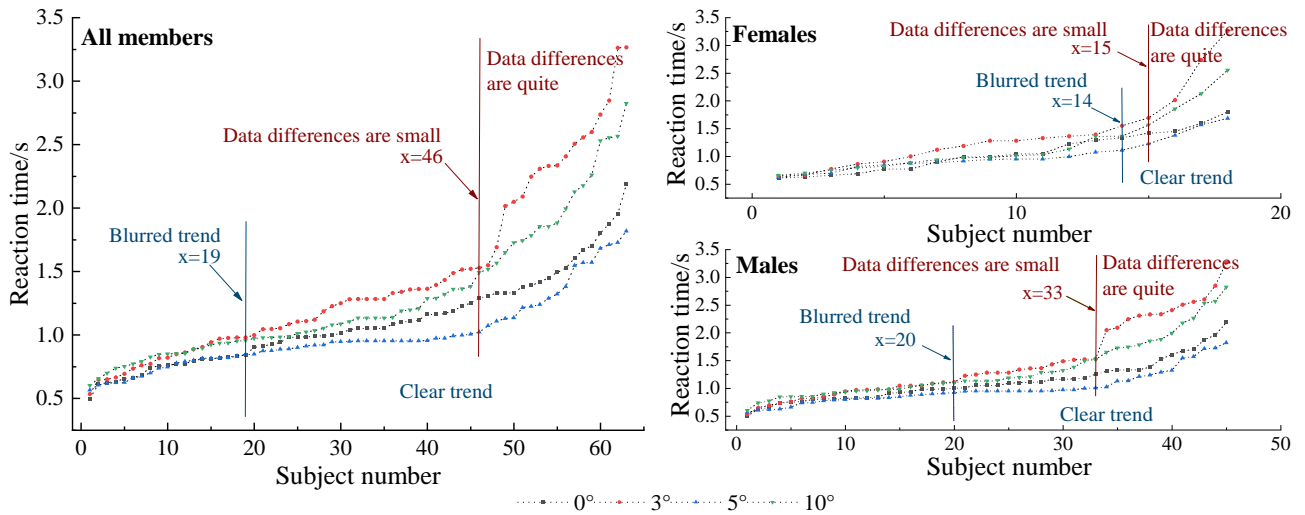 All members
Data differences
are quite
Data differences are small
x=46
Blurred trend
x=19
Clear trend
Reaction time/s
3.5
3.0
2.5
2.0
1.5
1.0
0.5
0
10
20
30
40
50
60
Subject number
Females
Data differences are small
x=15
Data differences
are quite
Blurred trend
x=14
Clear trend
Reaction time/s
3.5
3.0
2.5
2.0
1.5
1.0
0.5
0
10
20
Subject number
Males
Data differences are small
x=33
Data differences
are quite
Blurred trend
x=20
Clear trend
Reaction time/s
3.5
3.0
2.5
2.0
1.5
1.0
0.5
0
10
20
30
40
50
Subject number
0° 3° 5° 10°